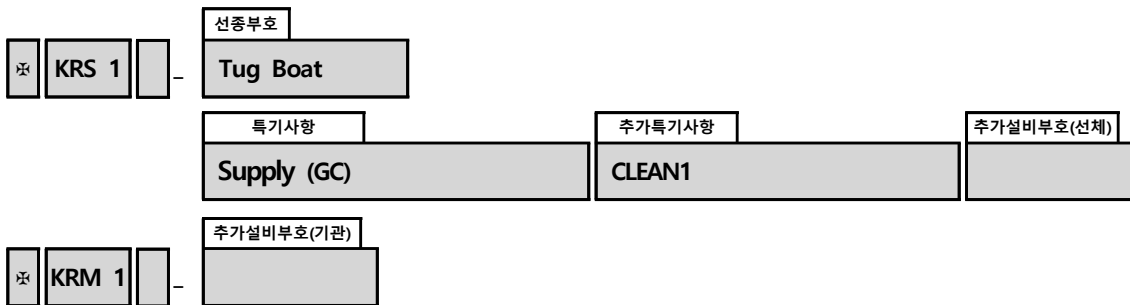 선종부호
✠ KRS 1 – Tug Boat
특기사항 추가특기사항 추가설비부호(선체)
Supply (GC) CLEAN1
추가설비부호(기관)
✠ KRM 1 –